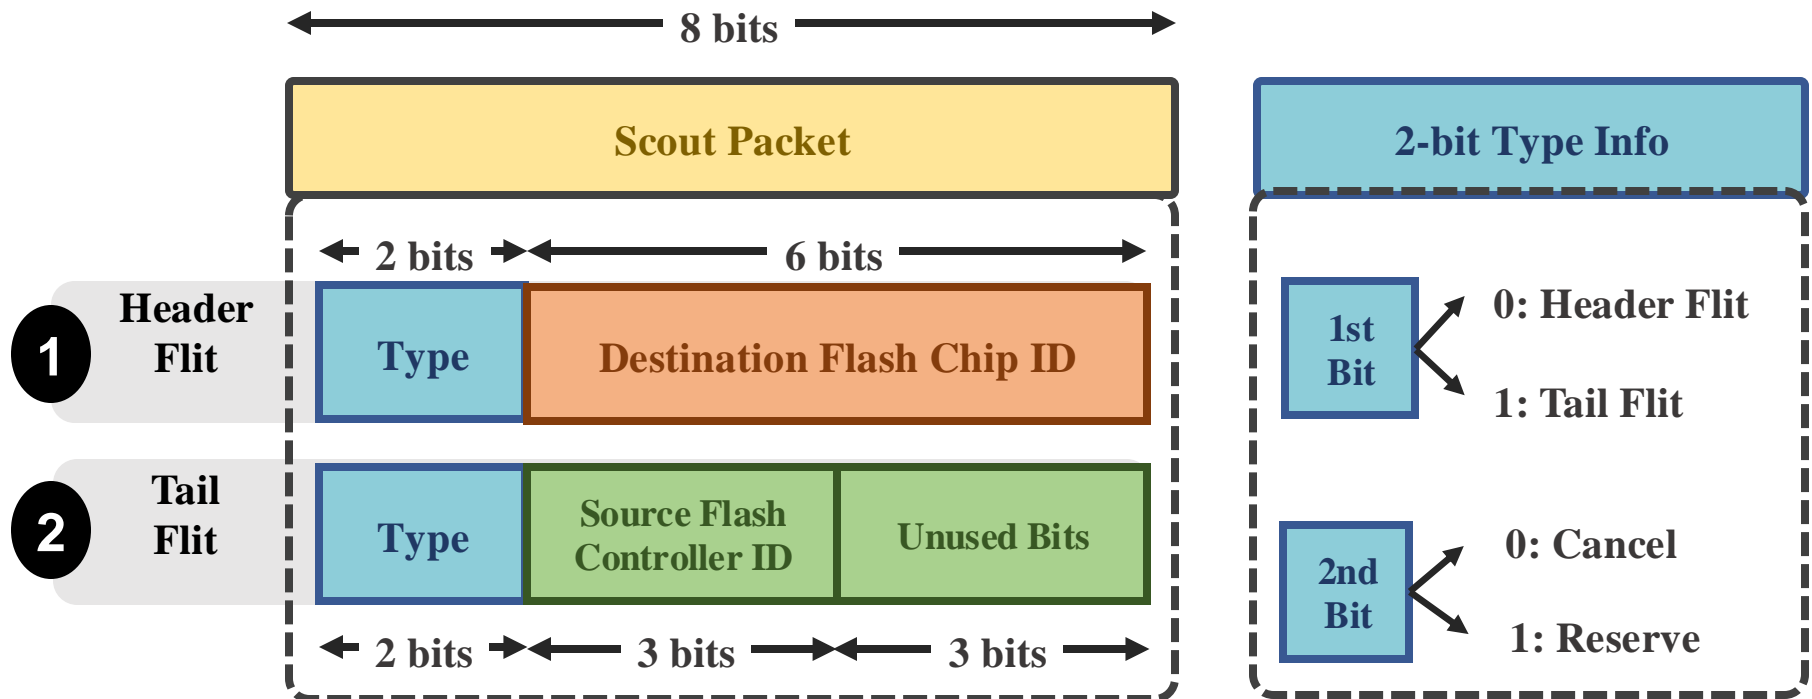 8 bits
Scout Packet
2-bit Type Info
2 bits
6 bits
1
Header
Flit
Type
Destination Flash Chip ID
1st
Bit
0: Header Flit
1: Tail Flit
2
Tail
Flit
Type
Source Flash
Controller ID
Unused Bits
2nd
Bit
0: Cancel
1: Reserve
2 bits
3 bits
3 bits